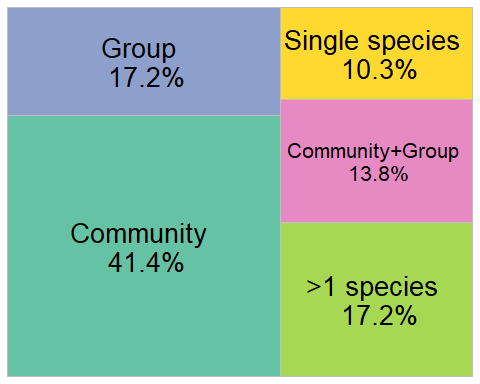 Group
17.2%
Community
41.4%
Single species
10.3%
Community+Group
13.8%
>1 species
17.2%